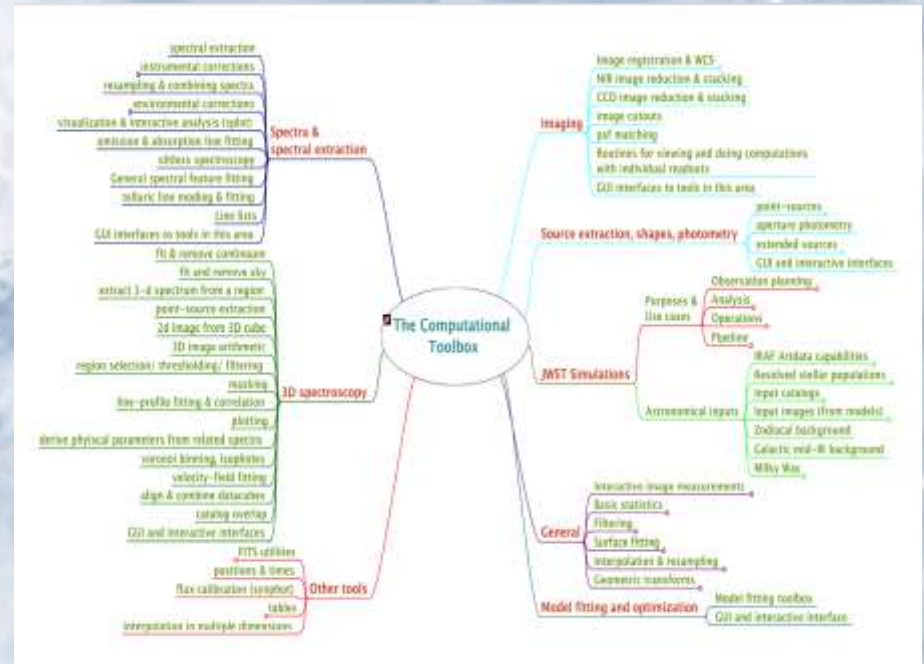 The Computational
Toolbox
Spectra &
spectral extraction
spectral extraction
instrumental corrections
resampling & combining spectra
environmental corrections
visualization & interactive analysis (splot)
emission & absorption line fitting
slitless spectroscopy
General spectral feature fitting
telluric line moding & fitting
Line lists
GUI interfaces to tools in this area
3D spectroscopy
fit & remove continuum
fit and remove sky
extract 1-d spectrum from a region
point-source extraction
2d image from 3D cube
3D image arithmetic
region selection: thresholding/ filtering
masking
line-profile fitting & correlation
plotting
derive phyiscal parameters from related spectra
voronoi binning, isophotes
velocity-field fitting
align & combine datacubes
catalog overlap
GUI and interactive interfaces
Other tools
FITS utilities
positions & times
flux calibration (synphot)
tables
interpolation in multiple dimensions
Imaging
Image registration & WCS
NIR image reduction & stacking
CCD image reduction & stacking
image cutouts
psf matching
Routines for viewing and doing computations
with individual readouts
GUI interfaces to tools in this area
Source extraction, shapes, photometry
point-sources
aperture photometry
extended sources
GUI and interactive interfaces
JWST Simulations
Purposes &
Use cases
Observation planning
Analysis
Operations
Pipeline
Astronomical inputs
IRAF Artdata capabilities
Resolved stellar populations
Input catalogs
Input images (from models)
Zodiacal background
Galactic mid-IR background
Milky Way
General
Interactive image measurements
Basic statistics
Filtering
Surface fitting
Interpolation & resampling
Geometric transforms
Model fitting and optimization
Model fitting toolbox
GUI and interactive interface